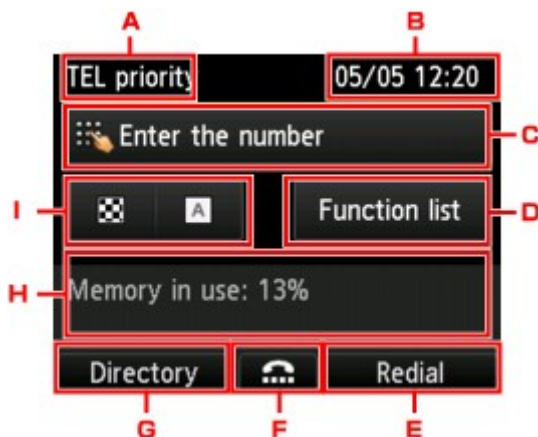 A
B
TEL priority
05/05 12:20
Enter the number
C
I
A
Function list
D
H
Memory in use: 13%
Directory
Redial
G
F
E